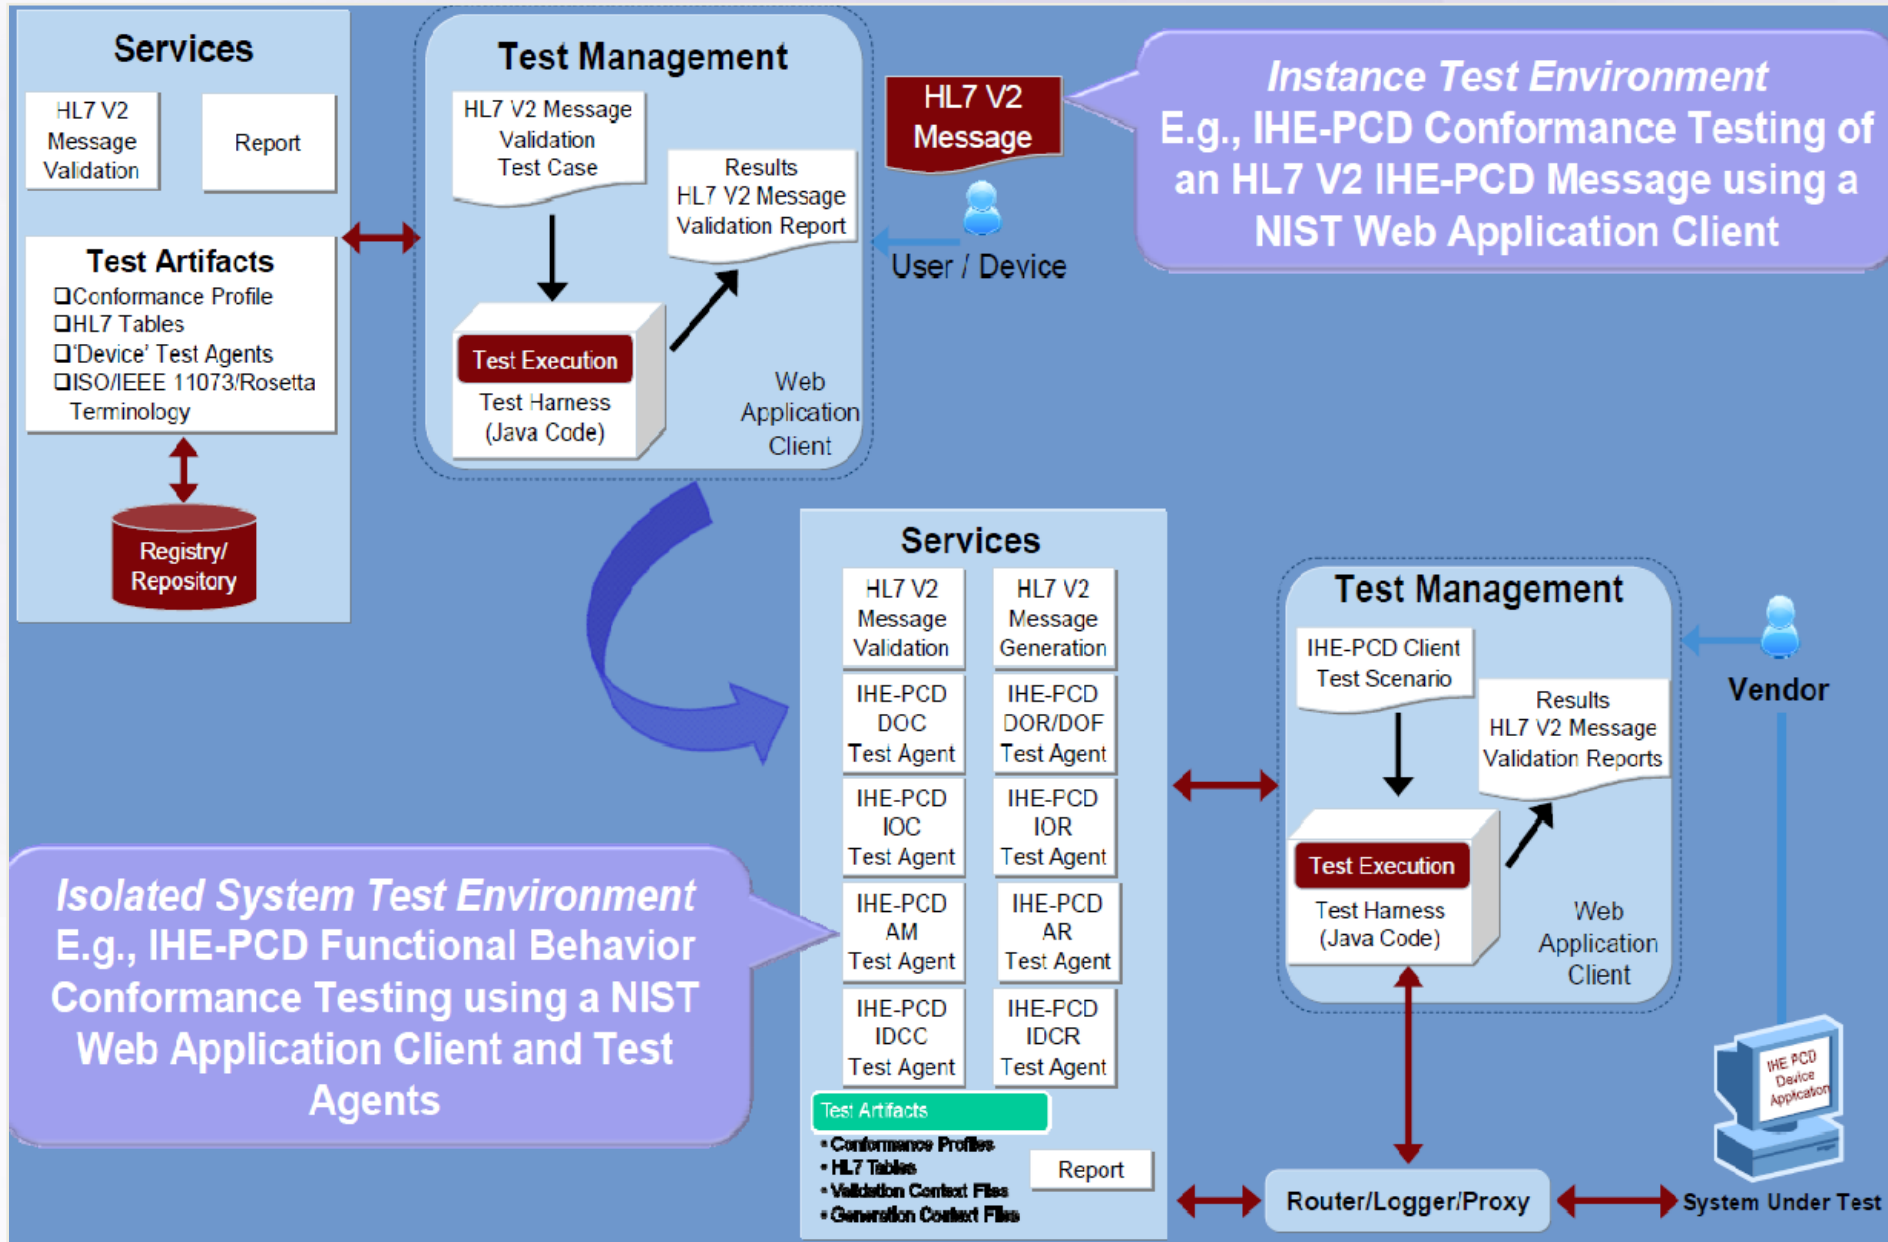 Services
HL7 V2
Message
Validation
Report
Test Artifacts
❑Conformance Profile
❑HL7 Tables
❑'Device' Test Agents
❑ISO/IEEE 11073/Rosetta
Terminology
Registry/
Repository
Test Management
HL7 V2 Message
Validation
Test Case
Results
HL7 V2 Message
Validation Report
Test Execution
Test Harness
(Java Code)
Web
Application
Client
HL7 V2
Message
User / Device
Instance Test Environment
E.g., IHE-PCD Conformance Testing of
an HL7 V2 IHE-PCD Message using a
NIST Web Application Client
Isolated System Test Environment
E.g., IHE-PCD Functional Behavior
Conformance Testing using a NIST
Web Application Client and Test
Agents
Services
HL7 V2
Message
Validation
HL7 V2
Message
Generation
IHE-PCD
DOC
Test Agent
IHE-PCD
DOR/DOF
Test Agent
IHE-PCD
IOC
Test Agent
IHE-PCD
IOR
Test Agent
IHE-PCD
AM
Test Agent
IHE-PCD
AR
Test Agent
IHE-PCD
IDCC
Test Agent
IHE-PCD
IDCR
Test Agent
Test Artifacts
• Conformance Profiles
• HL7 Tables
• Validation Context Files
• Generation Context Files
Report
Test Management
IHE-PCD Client
Test Scenario
Results
HL7 V2 Message
Validation Reports
Test Execution
Test Harness
(Java Code)
Web
Application
Client
Vendor
IHE PCD
Device
Application
Router/Logger/Proxy
System Under Test